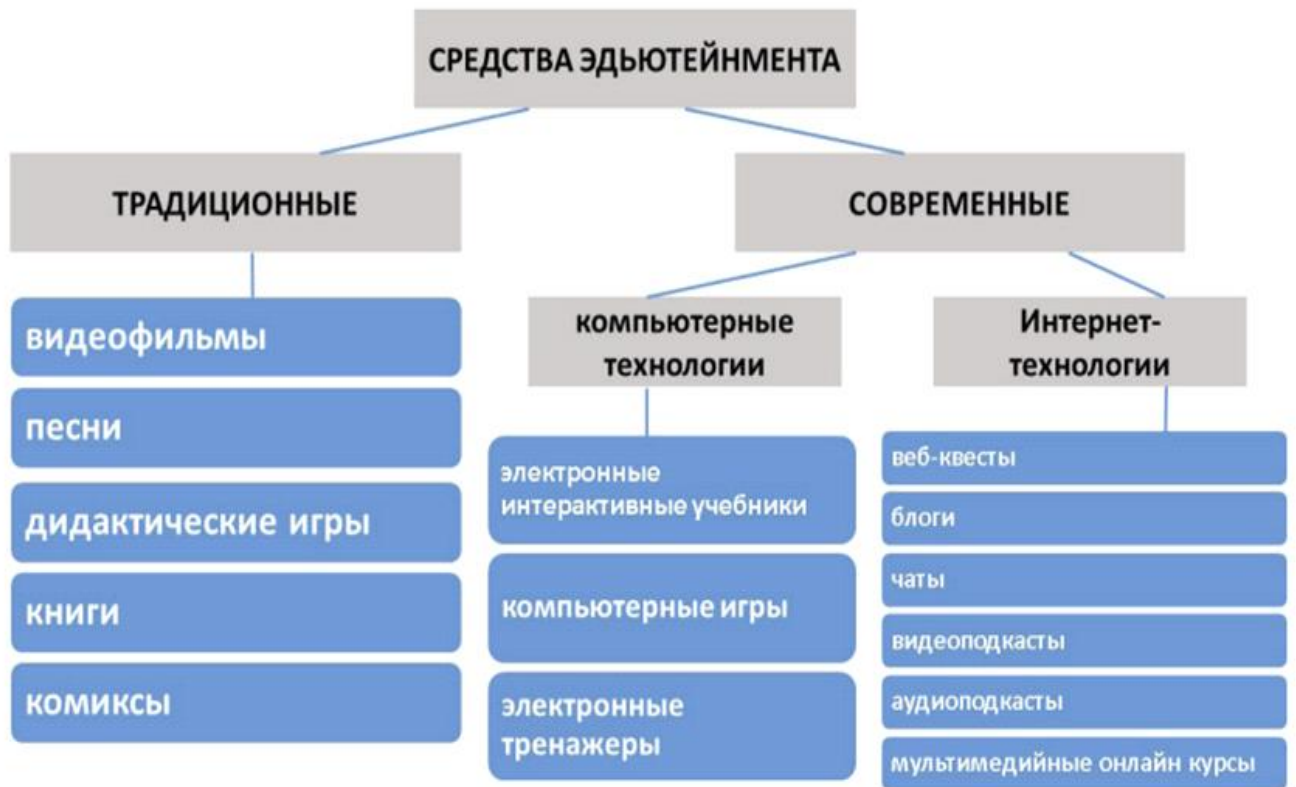 СРЕДСТВА ЭДЬЮТЕЙНМЕНТА
ТРАДИЦИОННЫЕ
видеофильмы
песни
дидактические игры
книги
комиксы
СОВРЕМЕННЫЕ
компьютерные
технологии
электронные
интерактивные учебники
компьютерные игры
электронные
тренажеры
Интернет-
технологии
веб-квесты
блоги
чаты
видеоподкасты
аудиоподкасты
мультимедийные онлайн курсы